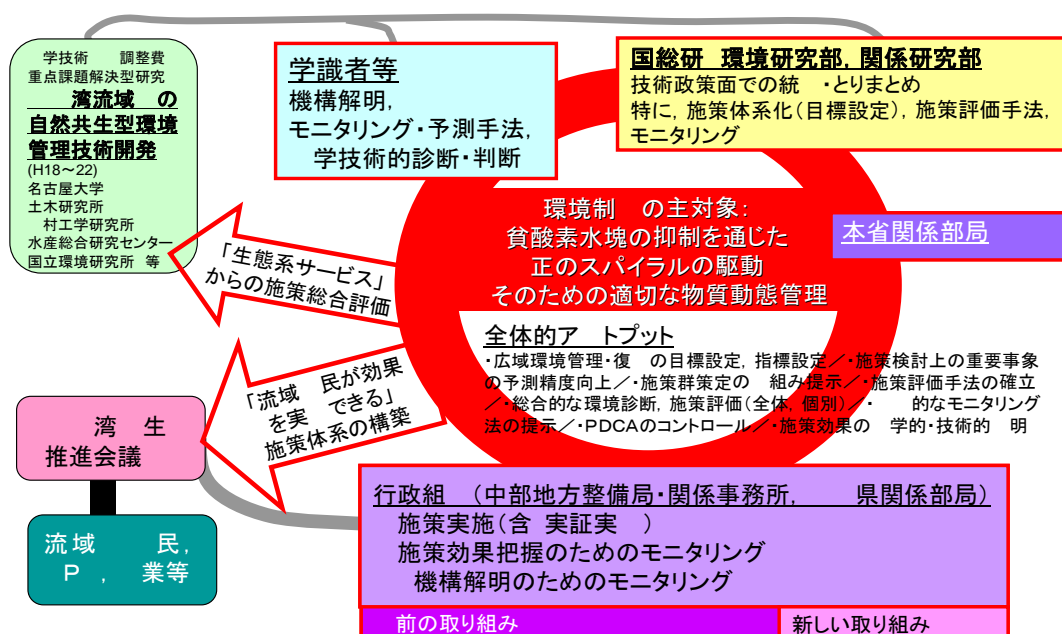 学技術 調整費
重点課題解決型研究
湾流域 の
自然共生型環境
管理技術開発
(H18～22)
名古屋大学
土木研究所
村工学研究所
水産総合研究センター
国立環境研究所 等
学識者等
機構解明,
モニタリング・予測手法,
学技術的診断・判断
国総研 環境研究部, 関係研究部
技術政策面での統 ・とりまとめ
特に, 施策体系化(目標設定), 施策評価手法,
モニタリング
環境制 の主対象:
貧酸素水塊の抑制を通じた
正のスパイラルの駆動
そのための適切な物質動態管理
本省関係部局
「生態系サービス」
からの施策総合評価
全体的ア トプット
・広域環境管理・復 の目標設定, 指標設定／・施策検討上の重要事象
の予測精度向上／・施策群策定の 組み提示／・施策評価手法の確立
／・総合的な環境診断, 施策評価(全体, 個別)／・ 的なモニタリング
法の提示／・PDCAのコントロール／・施策効果の 学的・技術的 明
「流域 民が効果
を実 できる」
施策体系の構築
湾 生
推進会議
流域 民,
Ｐ , 業等
行政組 (中部地方整備局・関係事務所, 県関係部局)
施策実施(含 実証実 )
施策効果把握のためのモニタリング
機構解明のためのモニタリング
前の取り組み
新しい取り組み